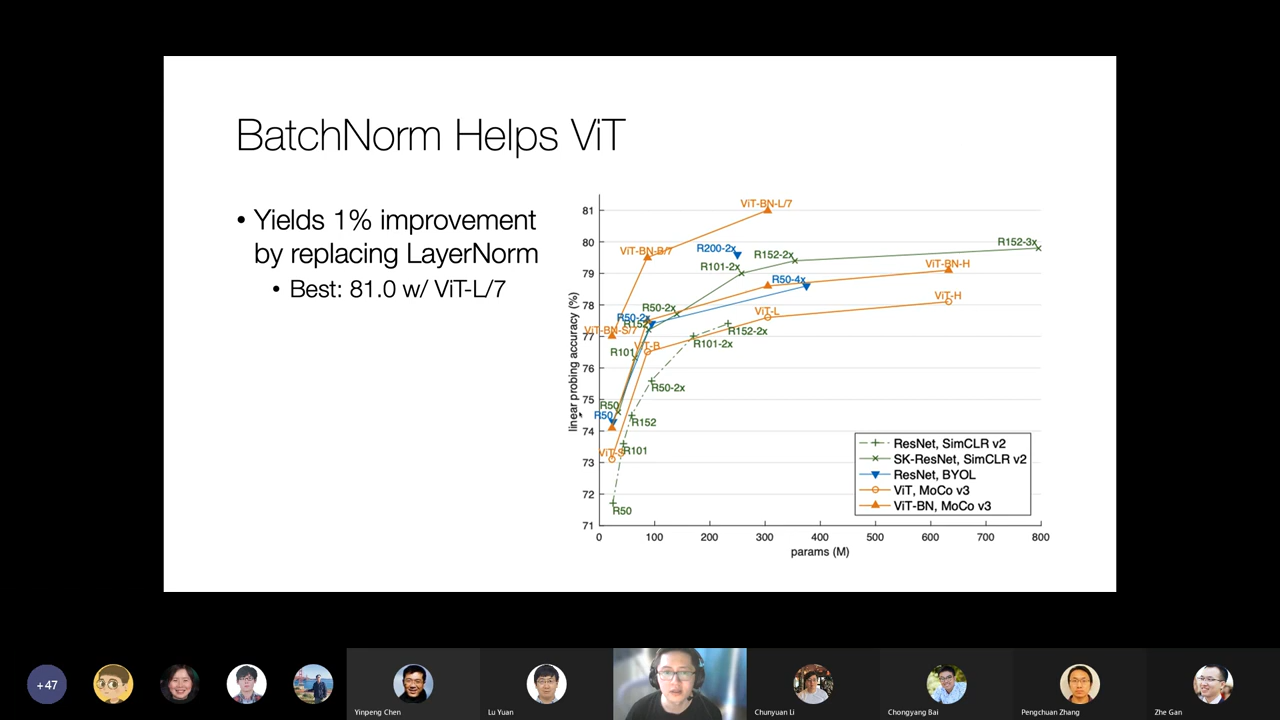 BatchNorm Helps ViT
• Yields 1% improvement
by replacing LayerNorm
• Best: 81.0 w/ ViT-L/7
linear probing accuracy (%)
81
80
79
78
77
76
75
74
73
72
71
0 100 200 300 400 500 600 700 800
params (M)
ViT-BN-L/7
ViT-BN-B/7
R200-2x
R152-2x
R152-3x
R101-2x
ViT-BN-H
R50-4x
ViT-H
R50-2x
ViT-L
R50-2x
R152
ViT-BN-S/7
R152-2x
R101-2x
ViT-B
R101
R50-2x
R50
R50
R152
ViT-S
R101
R50
ResNet, SimCLR v2
SK-ResNet, SimCLR v2
ResNet, BYOL
ViT, MoCo v3
ViT-BN, MoCo v3
+47
Yinpeng Chen
Lu Yuan
Chunyuan Li
Chongyang Bai
Pengchuan Zhang
Zhe Gan